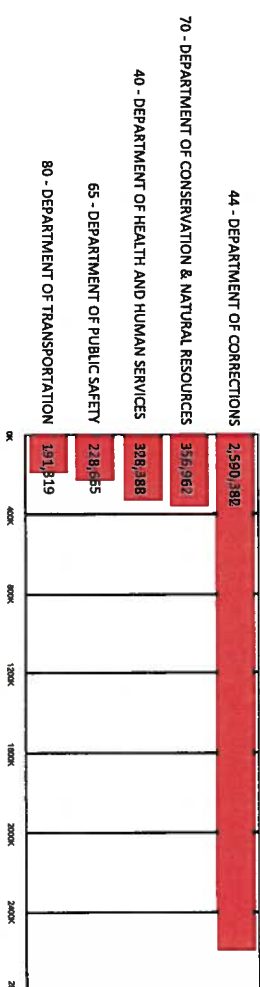 44 - DEPARTMENT OF CORRECTIONS 2,590,382
70 - DEPARTMENT OF CONSERVATION & NATURAL RESOURCES 356,962
40 - DEPARTMENT OF HEALTH AND HUMAN SERVICES 328,388
65 - DEPARTMENT OF PUBLIC SAFETY 228,665
80 - DEPARTMENT OF TRANSPORTATION 191,819
0K 400K 800K 1200K 1600K 2000K 2400K